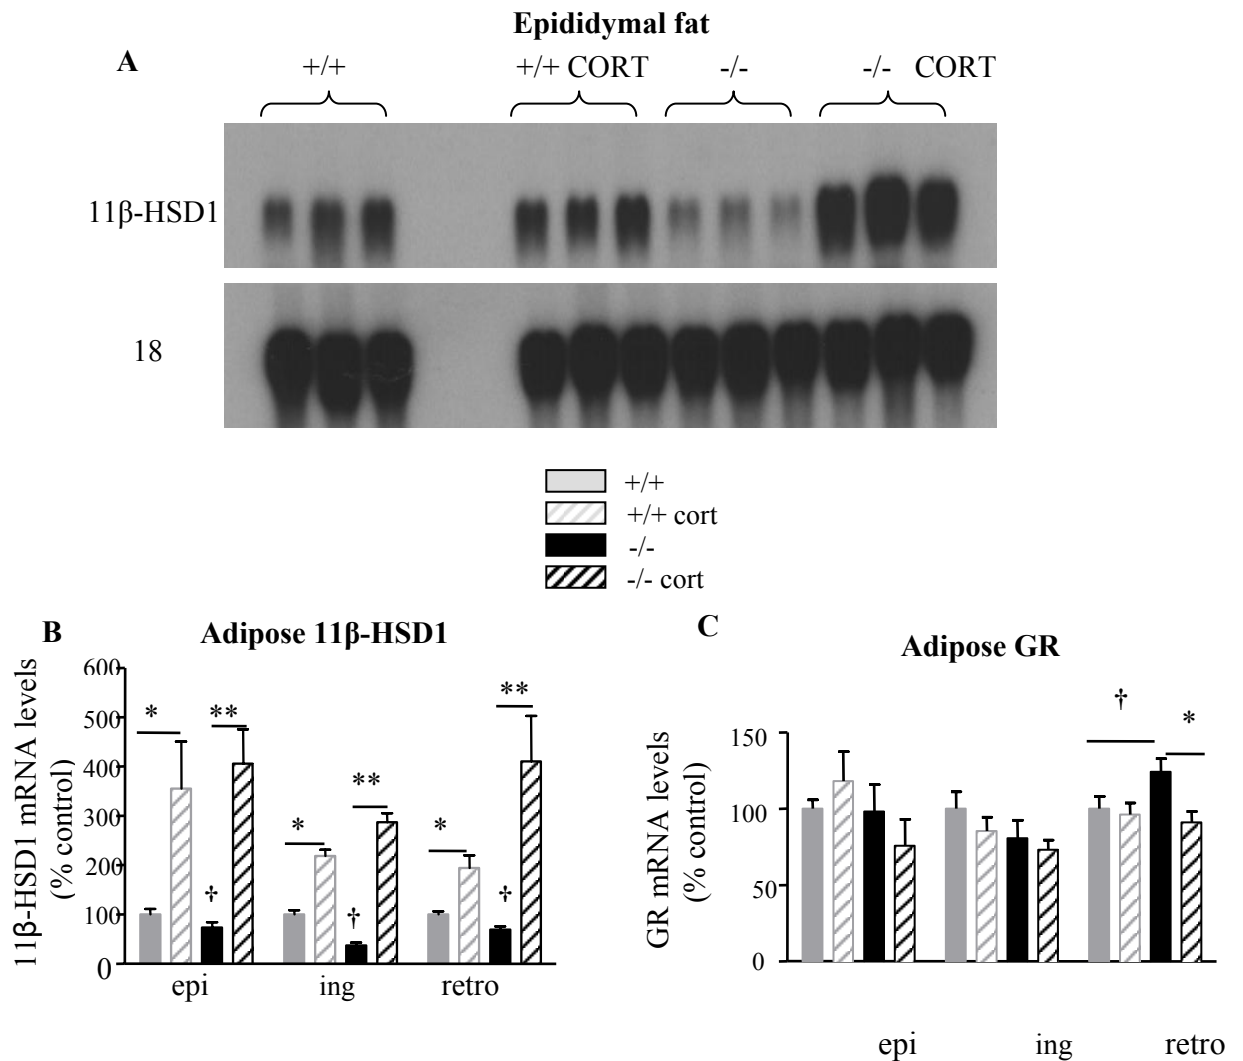 Epididymal fat
A
+/+ +/+ CORT -/- -/- CORT
11β-HSD1
18
+/+
+/+ cort
-/-
-/- cort
B Adipose 11β-HSD1
11β-HSD1 mRNA levels
(% control)
600
500
400
300
200
100
0
* ** * ** * **
† † †
epi ing retro
C Adipose GR
GR mRNA levels
(% control)
150
100
50
0
† *
epi ing retro